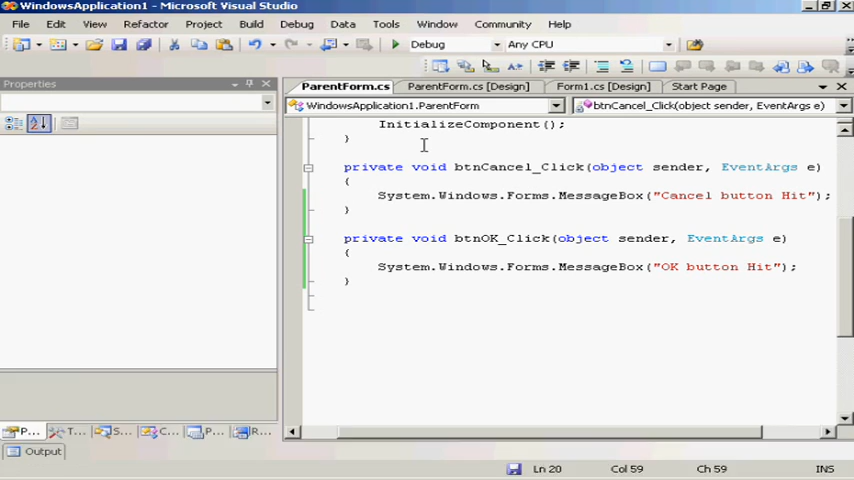 WindowsApplication1 - Microsoft Visual Studio
File Edit View Refactor Project Build Debug Data Tools Window Community Help
Debug Any CPU
Properties
ParentForm.cs ParentForm.cs [Design] Form1.cs [Design] Start Page
WindowsApplication1.ParentForm btnCancel_Click(object sender, EventArgs e)
InitializeComponent();
}
private void btnCancel_Click(object sender, EventArgs e)
{
System.Windows.Forms.MessageBox("Cancel button Hit");
}
private void btnOK_Click(object sender, EventArgs e)
{
System.Windows.Forms.MessageBox("OK button Hit");
}
P... T... S... C... P... R...
Output
Ln 20 Col 59 Ch 59 INS